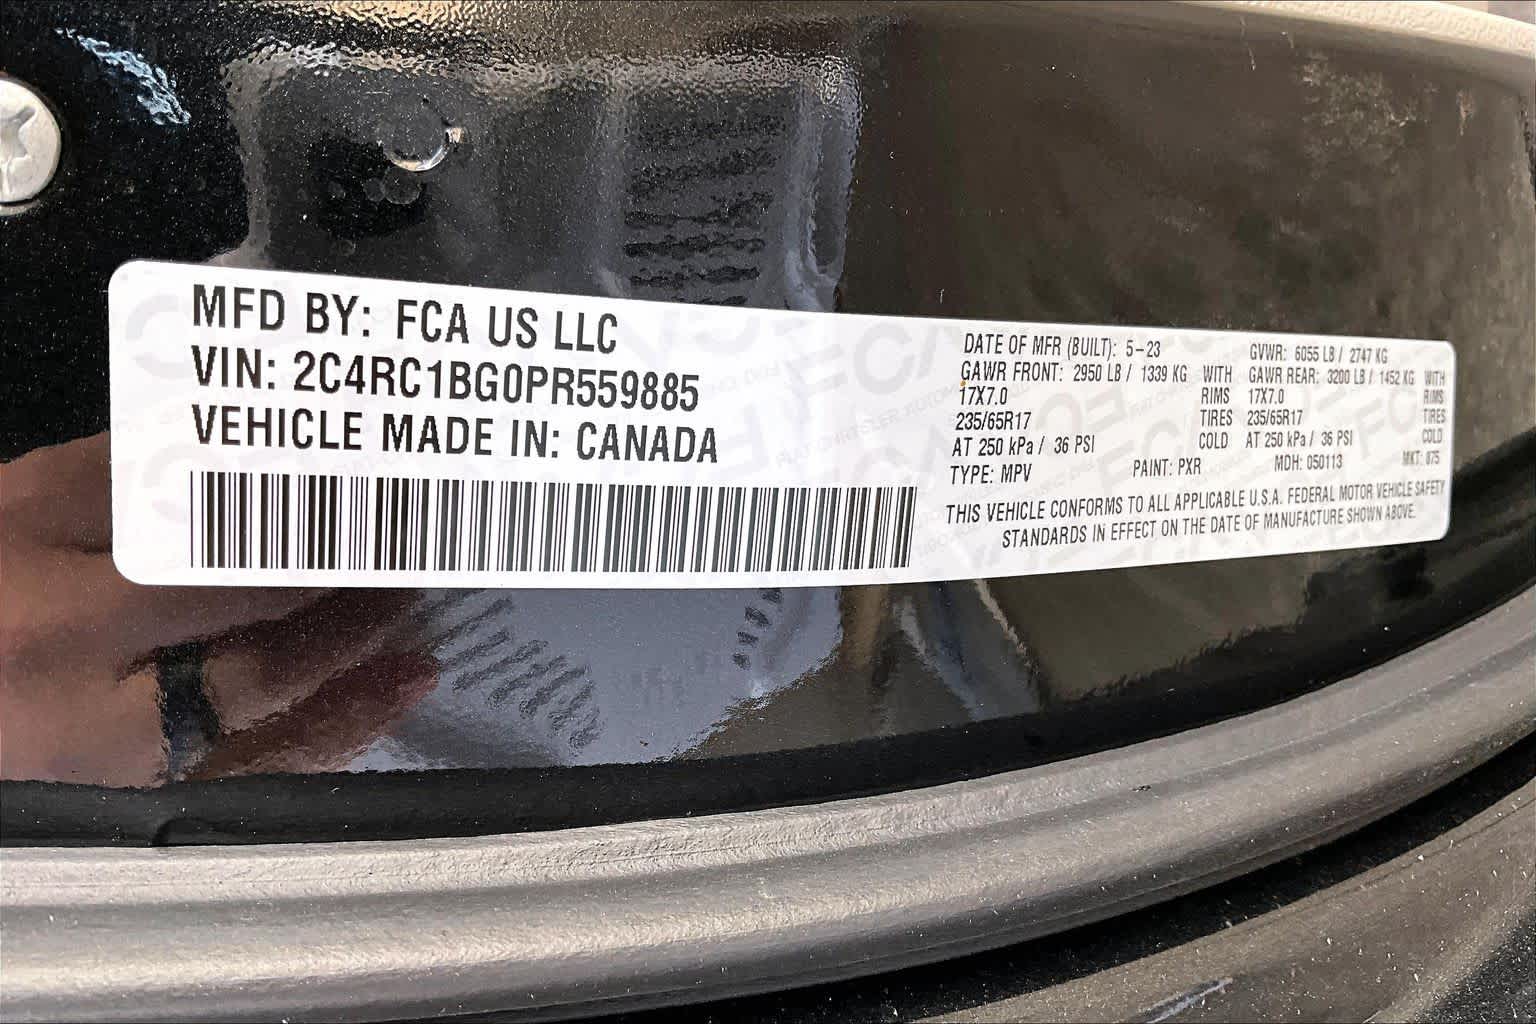 MFD BY: FCA US LLC
VIN: 2C4RC1BG0PR559885
VEHICLE MADE IN: CANADA
DATE OF MFR (BUILT): 5-23 GVWR: 6055 LB / 2747 KG
GAWR FRONT: 2950 LB / 1339 KG WITH GAWR REAR: 3200 LB / 1452 KG WITH
17X7.0 RIMS 17X7.0 RIMS
235/65R17 TIRES 235/65R17 TIRES
AT 250 kPa / 36 PSI COLD AT 250 kPa / 36 PSI COLD
TYPE: MPV PAINT: PXR MDH: 050113 MKT: 875
THIS VEHICLE CONFORMS TO ALL APPLICABLE U.S.A. FEDERAL MOTOR VEHICLE SAFETY
STANDARDS IN EFFECT ON THE DATE OF MANUFACTURE SHOWN ABOVE.